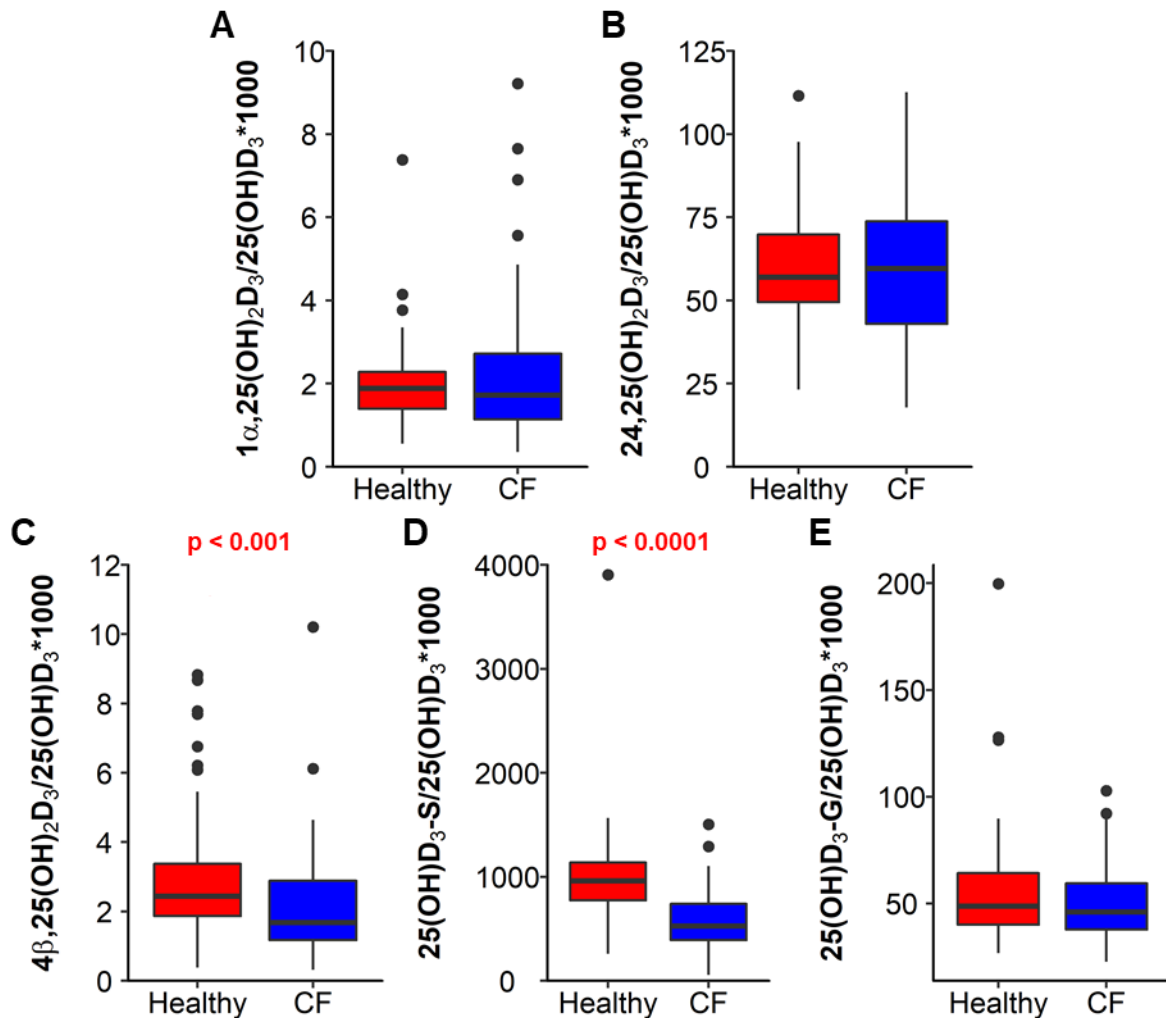 A
1α,25(OH)₂D₃/25(OH)D₃*1000
10
8
6
4
2
0
Healthy
CF
B
24,25(OH)₂D₃/25(OH)D₃*1000
125
100
75
50
25
0
Healthy
CF
C
p < 0.001
4β,25(OH)₂D₃/25(OH)D₃*1000
12
10
8
6
4
2
0
Healthy
CF
D
p < 0.0001
25(OH)D₃-S/25(OH)D₃*1000
4000
3000
2000
1000
0
Healthy
CF
E
25(OH)D₃-G/25(OH)D₃*1000
200
150
100
50
Healthy
CF